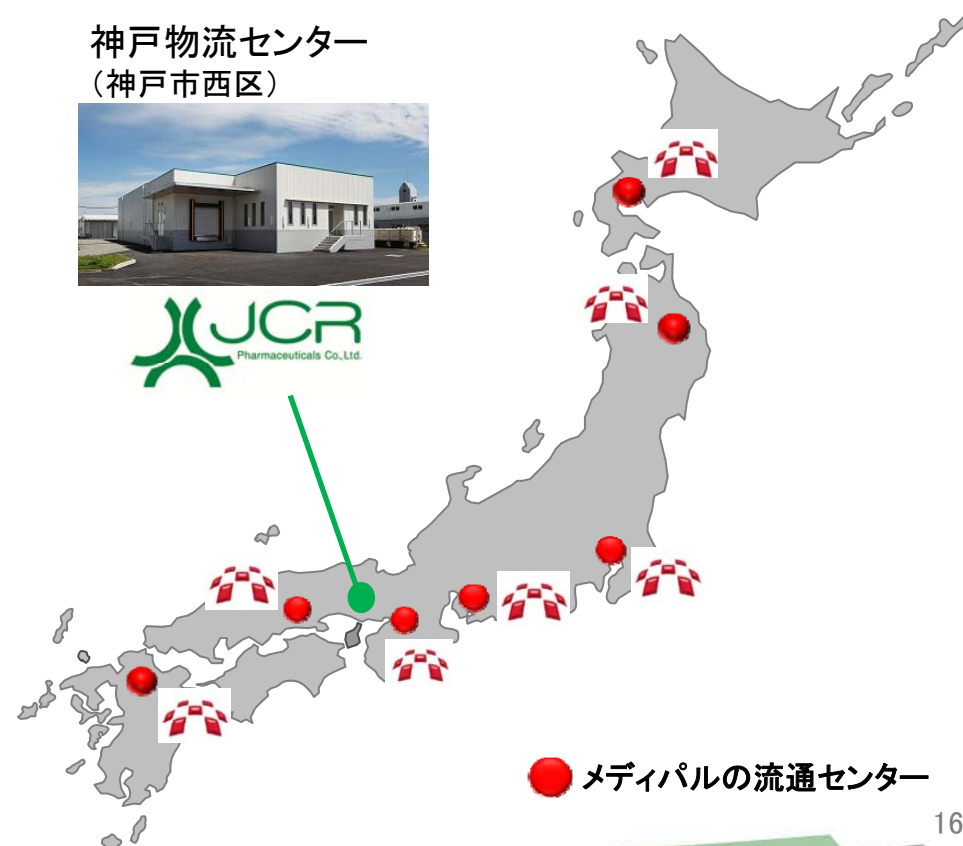 神戸物流センター
（神戸市西区）
JCR
Pharmaceuticals Co., Ltd.
メディパルの流通センター
16